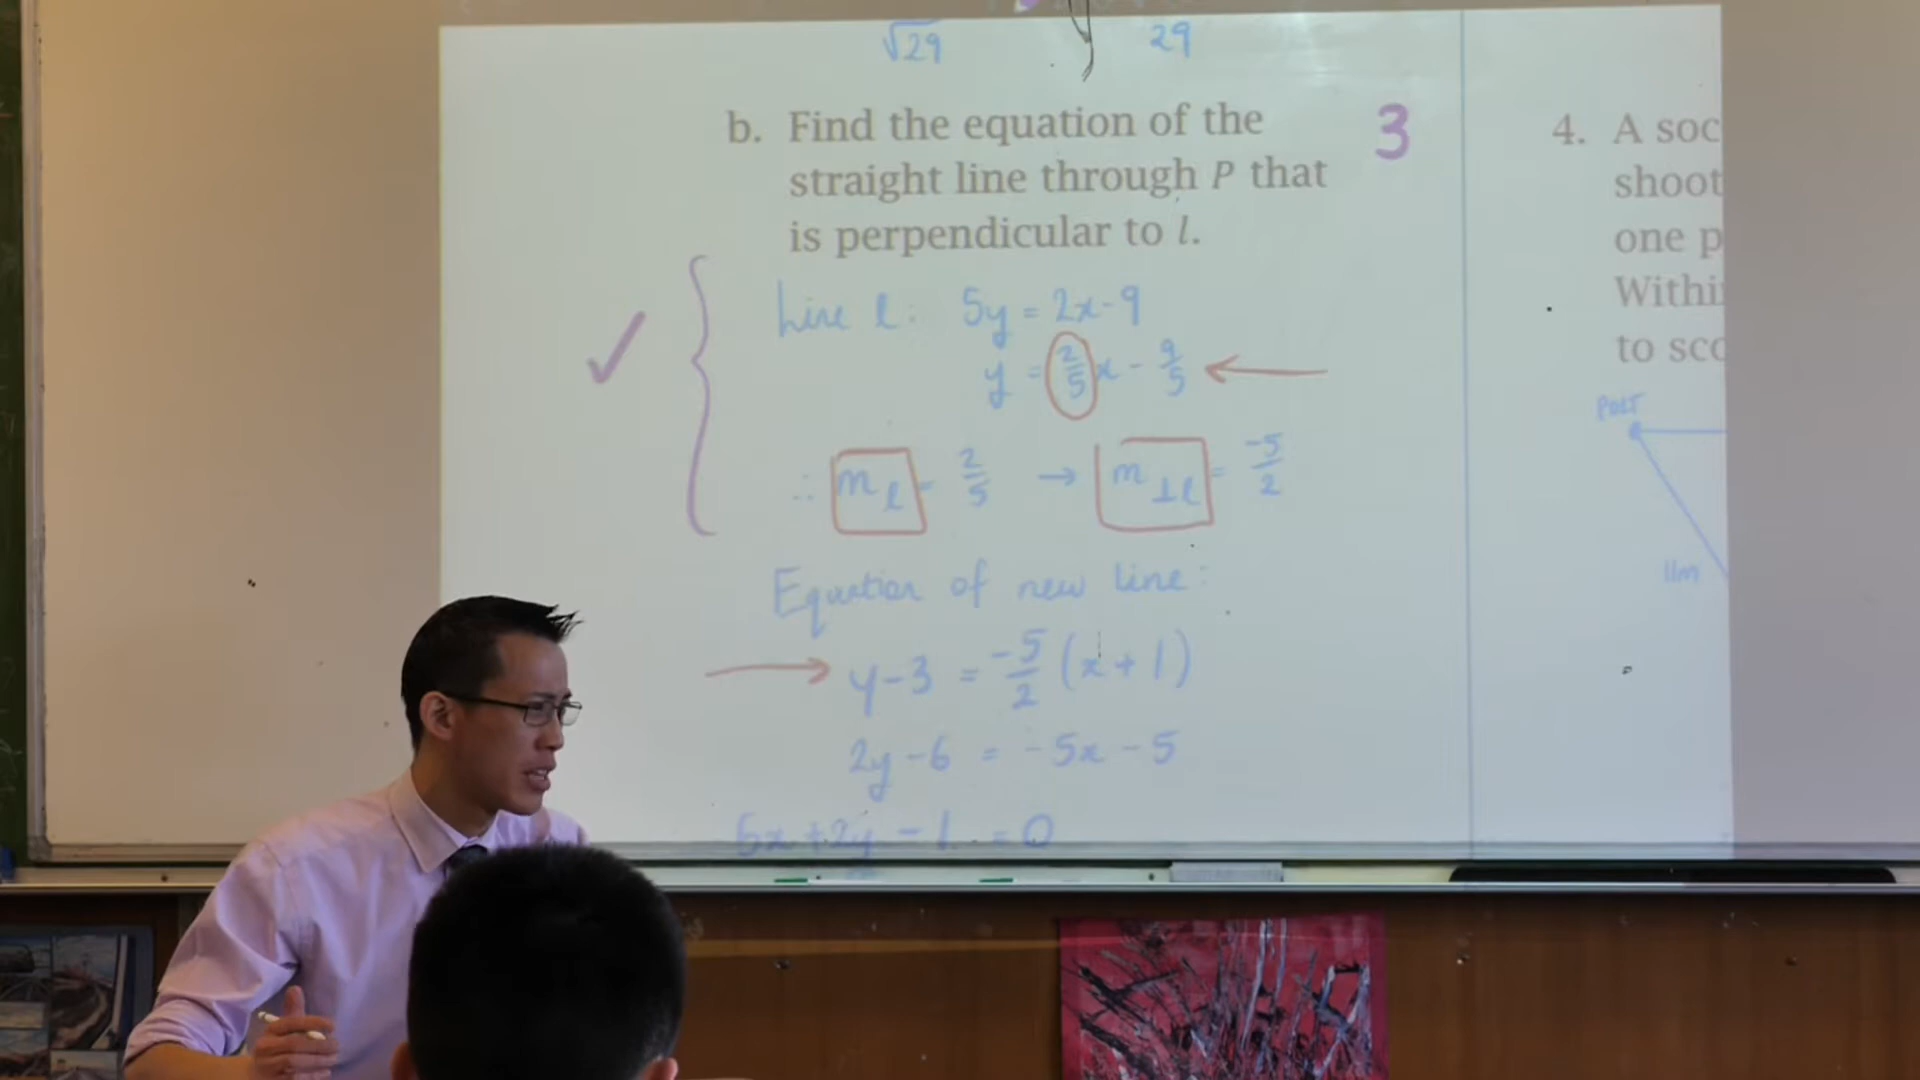 √29 29
b. Find the equation of the 3
straight line through P that
is perpendicular to l.
Line l: 5y = 2x - 9
y = 2/5 x - 9/5
∴ m l = 2/5 → m ⊥l = -5/2
Equation of new line:
y - 3 = -5/2 (x + 1)
2y - 6 = -5x - 5
5x + 2y - 1 = 0
4. A soc
shoot
one p
Withi
to sco
POST
11m